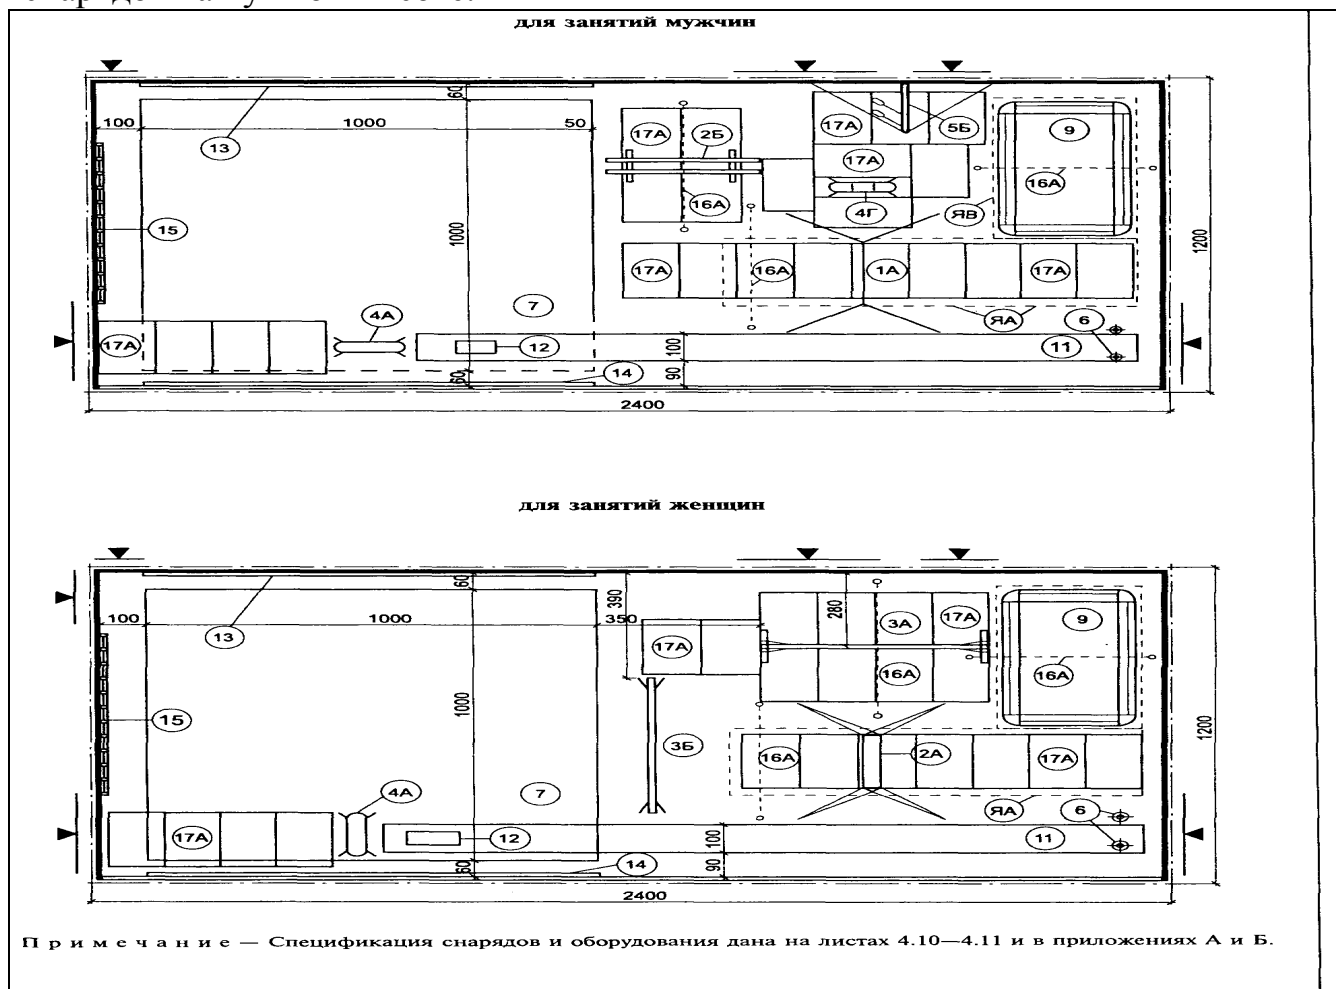 для занятий мужчин
60
100 1000 50
13
17А 2Б
17А 5Б
9
17А
16А
16А
4Г
ЯВ
15
1000
1200
17А 16А 1А 17А
7
4А
ЯА 6
17А 12 100 11
60 14 90
2400
для занятий женщин
60
390
280
100 1000 350
13
17А
3А 17А
9
16А
16А
15
1000
1200
3Б
16А 2А 17А
4А 7
ЯА 6
17А 12 100 11
60 14 90
2400
Примечание — Спецификация снарядов и оборудования дана на листах 4.10—4.11 и в приложениях А и Б.